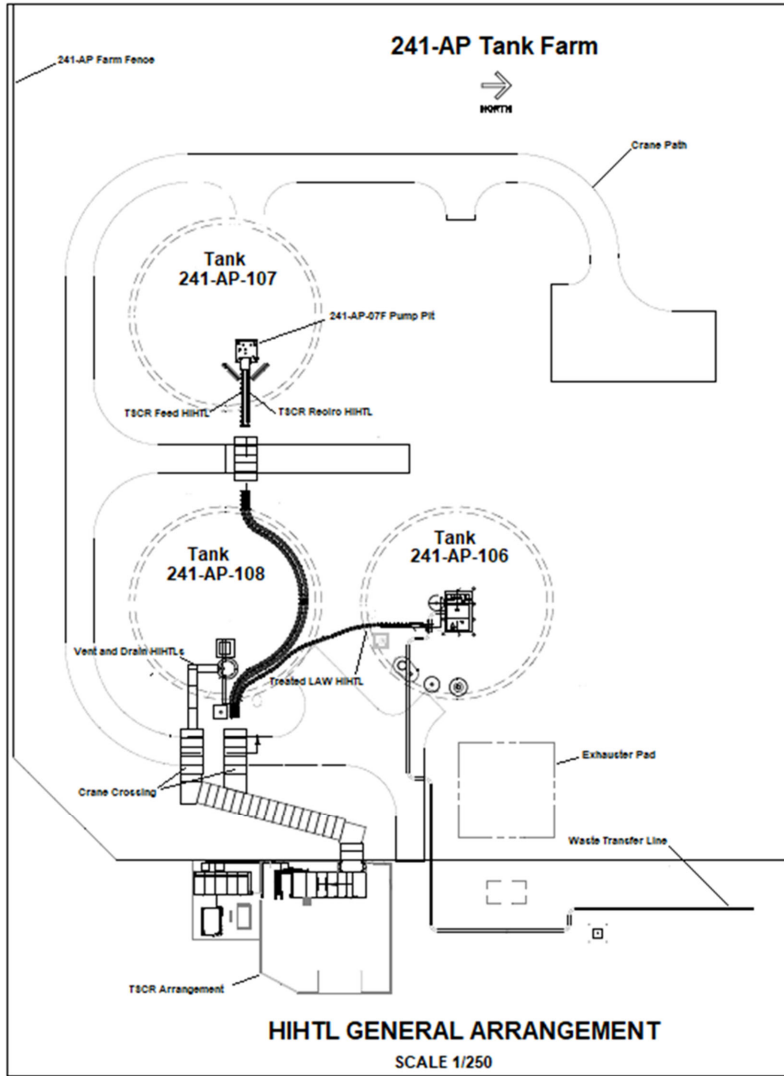 241-AP Tank Farm
241-AP Farm Fence
NORTH
Crane Path
Tank
241-AP-107
241-AP-07F Pump Pit
TSCR Feed HIHTL
TSCR Recirc HIHTL
Tank
241-AP-108
Tank
241-AP-106
Vent and Drain HIHTLs
Treated LAW HIHTL
Exhauster Pad
Crane Crossing
Waste Transfer Line
TSCR Arrangement
HIHTL GENERAL ARRANGEMENT
SCALE 1/250